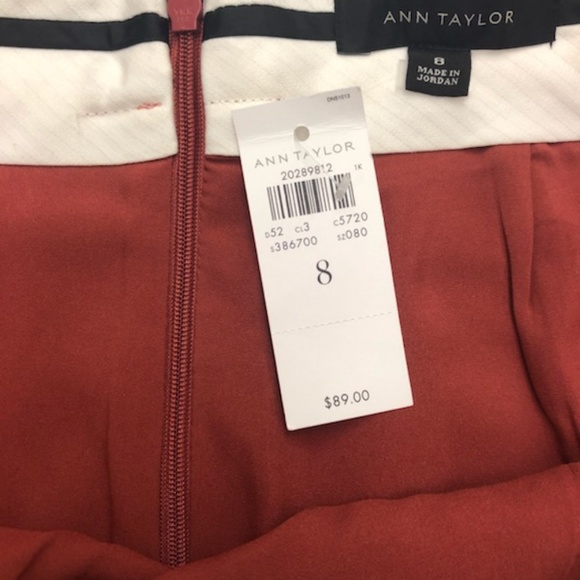 ANN TAYLOR
8
MADE IN
JORDAN
ANN TAYLOR
20289812
1K
D52 CL3 C5720
S386700 SZ080
8
$89.00